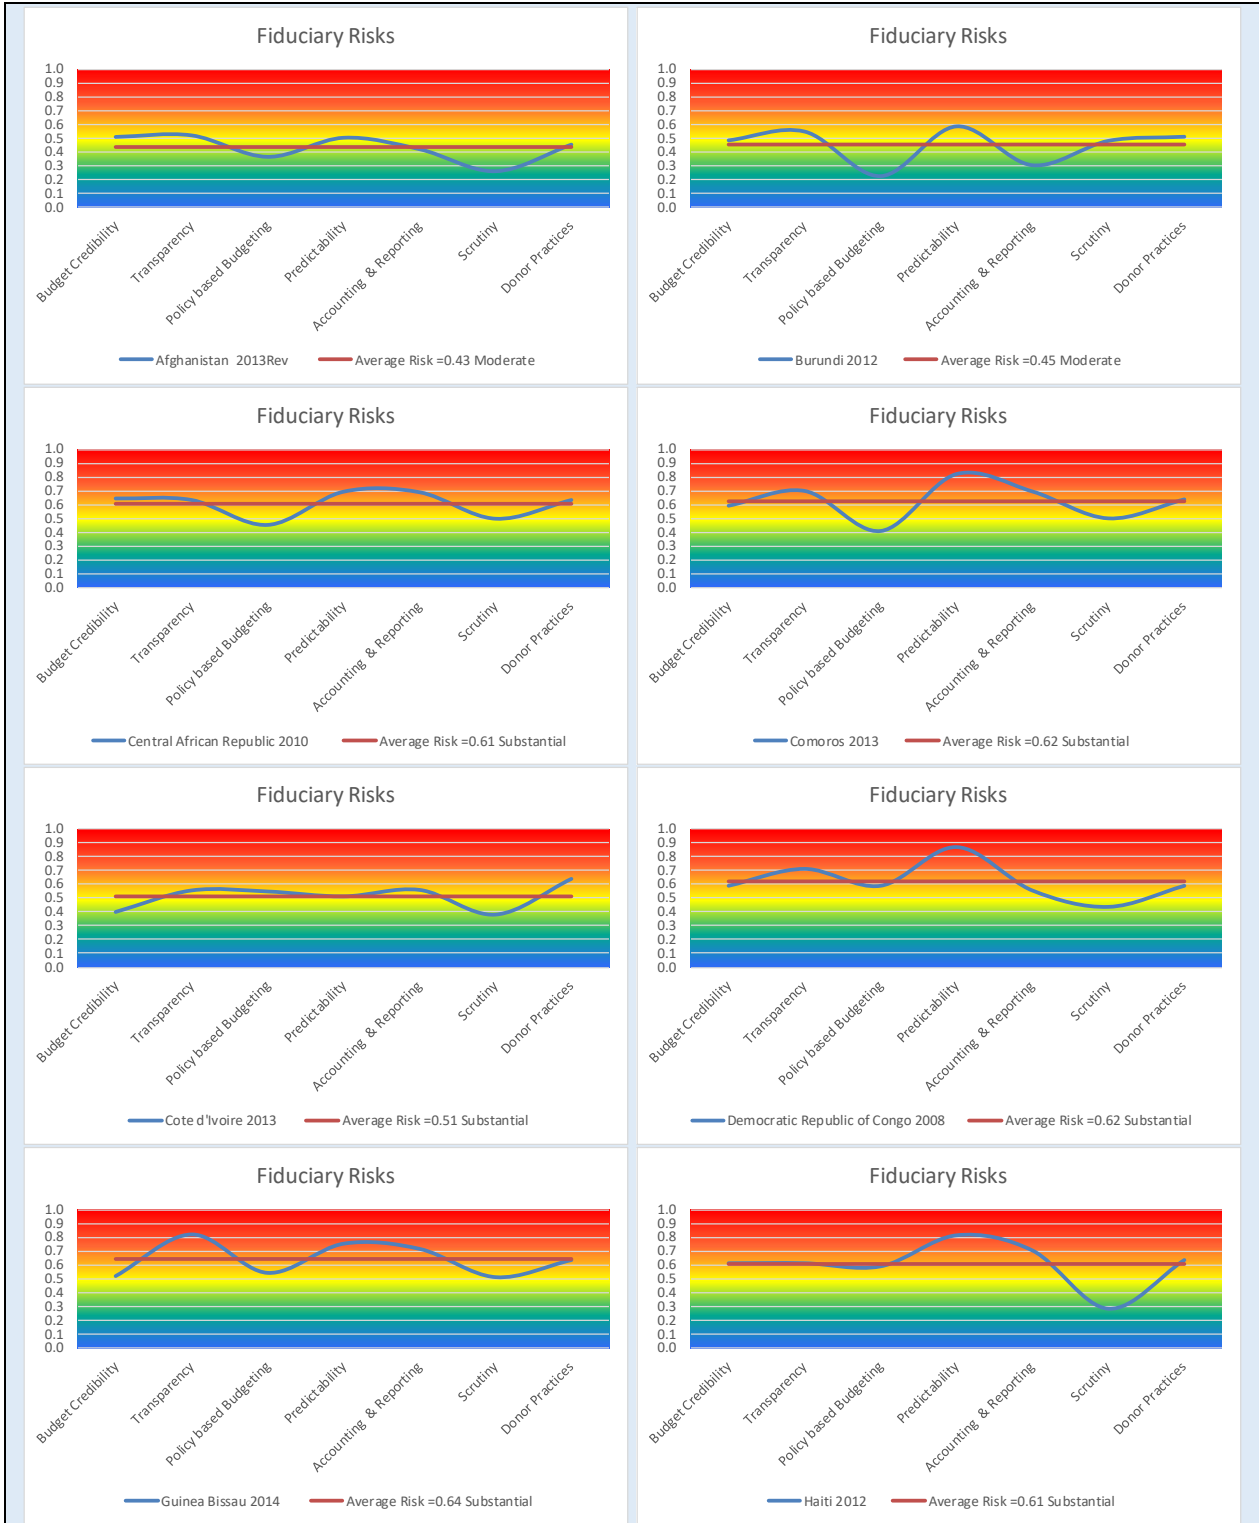 Fiduciary Risks
1.0
0.9
0.8
0.7
0.6
0.5
0.4
0.3
0.2
0.1
0.0
Budget Credibility
Transparency
Policy based Budgeting
Predictability
Accounting & Reporting
Scrutiny
Donor Practices
Afghanistan 2013Rev
Average Risk =0.43 Moderate
Fiduciary Risks
1.0
0.9
0.8
0.7
0.6
0.5
0.4
0.3
0.2
0.1
0.0
Budget Credibility
Transparency
Policy based Budgeting
Predictability
Accounting & Reporting
Scrutiny
Donor Practices
Burundi 2012
Average Risk =0.45 Moderate
Fiduciary Risks
1.0
0.9
0.8
0.7
0.6
0.5
0.4
0.3
0.2
0.1
0.0
Budget Credibility
Transparency
Policy based Budgeting
Predictability
Accounting & Reporting
Scrutiny
Donor Practices
Central African Republic 2010
Average Risk =0.61 Substantial
Fiduciary Risks
1.0
0.9
0.8
0.7
0.6
0.5
0.4
0.3
0.2
0.1
0.0
Budget Credibility
Transparency
Policy based Budgeting
Predictability
Accounting & Reporting
Scrutiny
Donor Practices
Comoros 2013
Average Risk =0.62 Substantial
Fiduciary Risks
1.0
0.9
0.8
0.7
0.6
0.5
0.4
0.3
0.2
0.1
0.0
Budget Credibility
Transparency
Policy based Budgeting
Predictability
Accounting & Reporting
Scrutiny
Donor Practices
Cote d'Ivoire 2013
Average Risk =0.51 Substantial
Fiduciary Risks
1.0
0.9
0.8
0.7
0.6
0.5
0.4
0.3
0.2
0.1
0.0
Budget Credibility
Transparency
Policy based Budgeting
Predictability
Accounting & Reporting
Scrutiny
Donor Practices
Democratic Republic of Congo 2008
Average Risk =0.62 Substantial
Fiduciary Risks
1.0
0.9
0.8
0.7
0.6
0.5
0.4
0.3
0.2
0.1
0.0
Budget Credibility
Transparency
Policy based Budgeting
Predictability
Accounting & Reporting
Scrutiny
Donor Practices
Guinea Bissau 2014
Average Risk =0.64 Substantial
Fiduciary Risks
1.0
0.9
0.8
0.7
0.6
0.5
0.4
0.3
0.2
0.1
0.0
Budget Credibility
Transparency
Policy based Budgeting
Predictability
Accounting & Reporting
Scrutiny
Donor Practices
Haiti 2012
Average Risk =0.61 Substantial